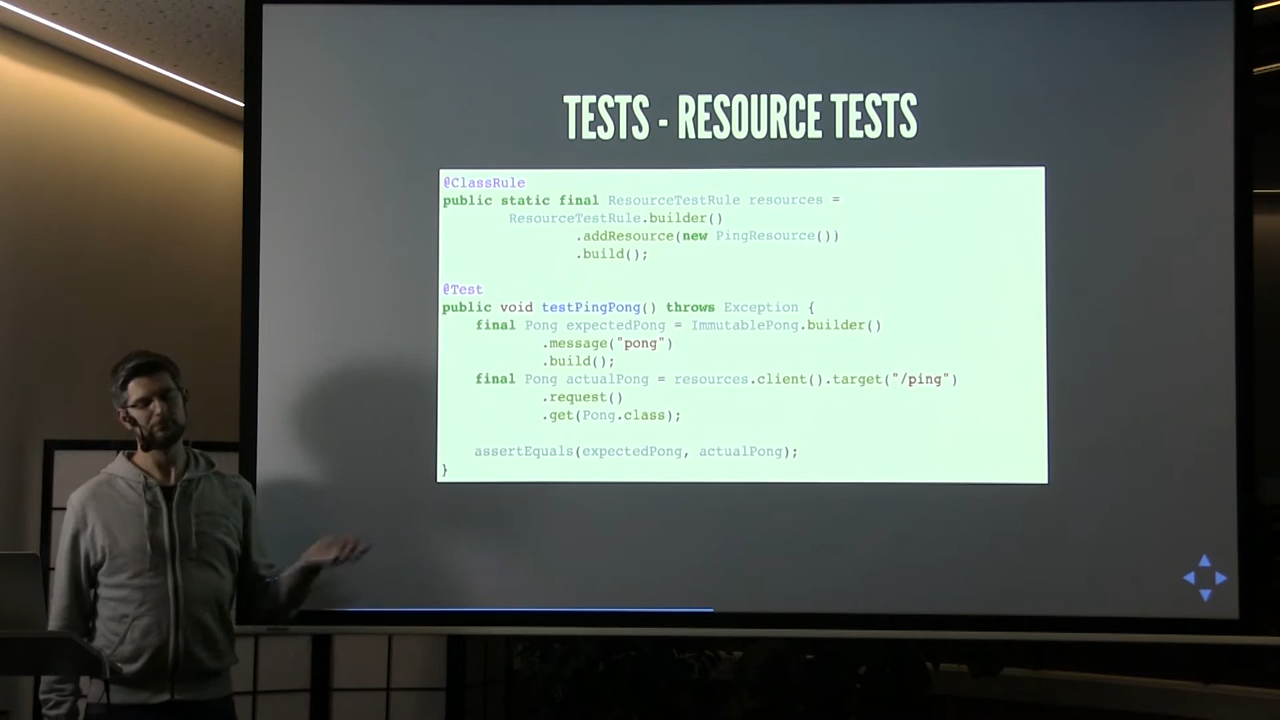 TESTS - RESOURCE TESTS
@ClassRule
public static final ResourceTestRule resources =
        ResourceTestRule.builder()
                .addResource(new PingResource())
                .build();
@Test
public void testPingPong() throws Exception {
    final Pong expectedPong = ImmutablePong.builder()
            .message("pong")
            .build();
    final Pong actualPong = resources.client().target("/ping")
            .request()
            .get(Pong.class);
    assertEquals(expectedPong, actualPong);
}